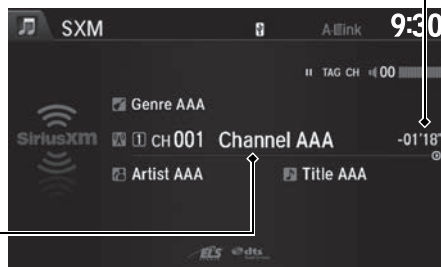 SXM A-Link 9:30
TAG CH 00
Genre AAA
SiriusXm 1 CH 001 Channel AAA -01'18"
Artist AAA Title AAA
ELS dts